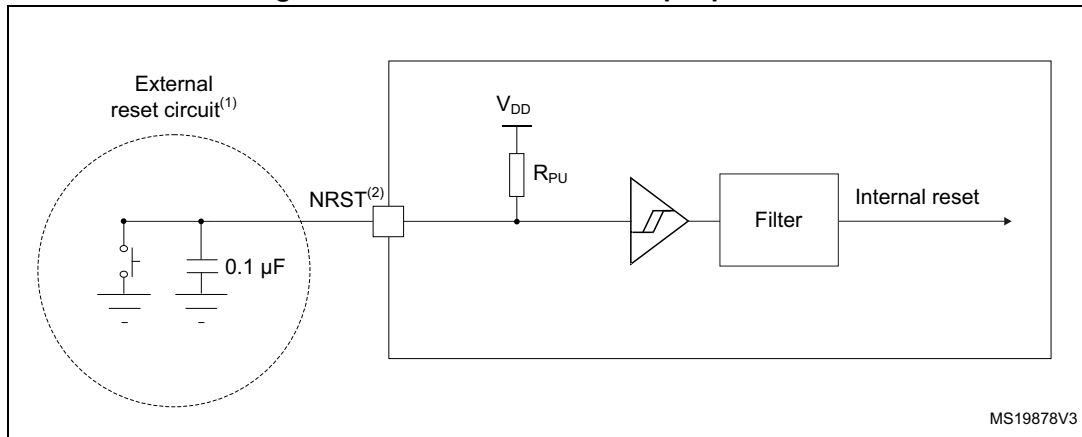 External
reset circuit(1)
VDD
RPU
NRST(2)
Filter
Internal reset
0.1 µF
MS19878V3